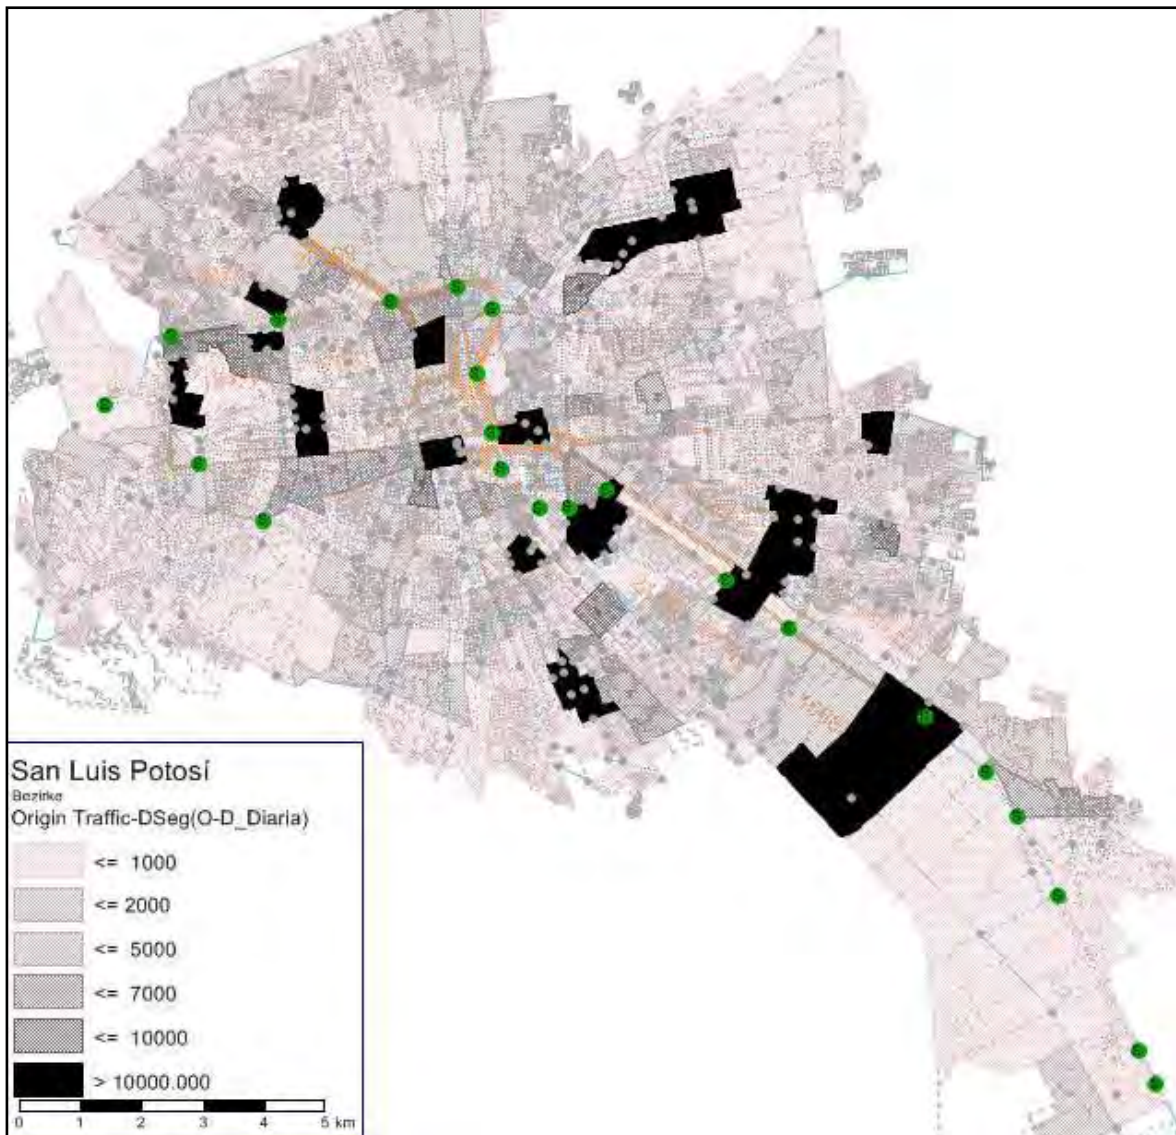 San Luis Potosí
Bezirke
Origin Traffic-DSeg(O-D_Diaria)
<= 1000
<= 2000
<= 5000
<= 7000
<= 10000
> 10000.000
0 1 2 3 4 5 km